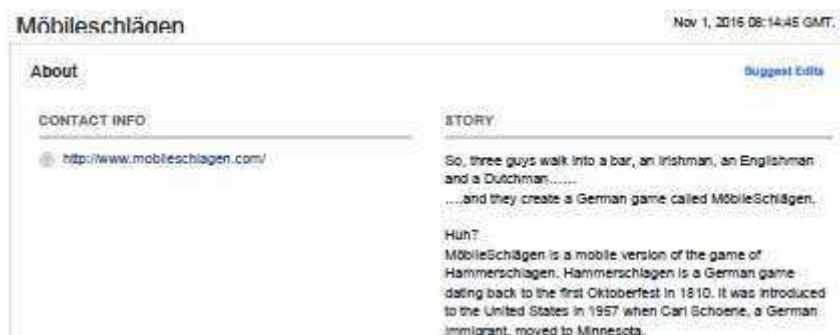 Möbileschlägen
Nov 1, 2016 08:14:45 GMT.
About
Suggest Edits
CONTACT INFO
http://www.mobileschlagen.com/
STORY
So, three guys walk into a bar, an Irishman, an Englishman
and a Dutchman......
....and they create a German game called MöbileSchlägen.
Huh?
MöbileSchlägen is a mobile version of the game of
Hammerschlagen. Hammerschlagen is a German game
dating back to the first Oktoberfest in 1810. It was introduced
to the United States in 1957 when Carl Schoene, a German
immigrant, moved to Minnesota.